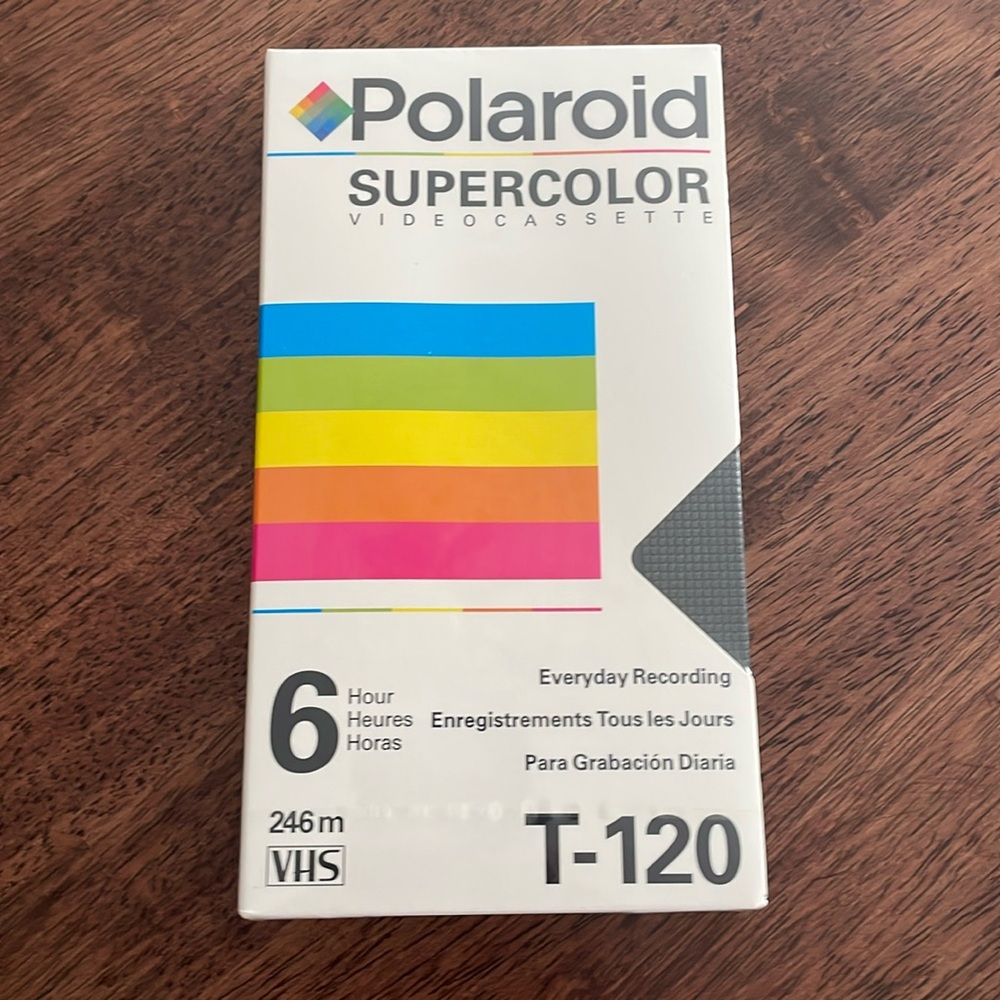 Polaroid
SUPERCOLOR
VIDEOCASSETTE
6 Hour
Heures
Horas
Everyday Recording
Enregistrements Tous les Jours
Para Grabación Diaria
246 m
VHS
T-120